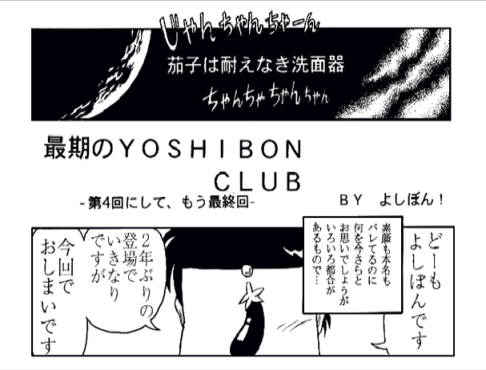 じゃんちゃんちゃーん
茄子は耐えなき洗面器
ちゃんちゃちゃんちゃん
最期のYOSHIBON
CLUB
-第4回にして、もう最終回-
BY よしぼん！
どーも
よしぼんです
素顔も本名も
バレてるのに
何を今さらと
お思いでしょうが
いろいろ都合が
あるもので…
2年ぶりの
登場で
いきなり
ですが
今回で
おしまいです